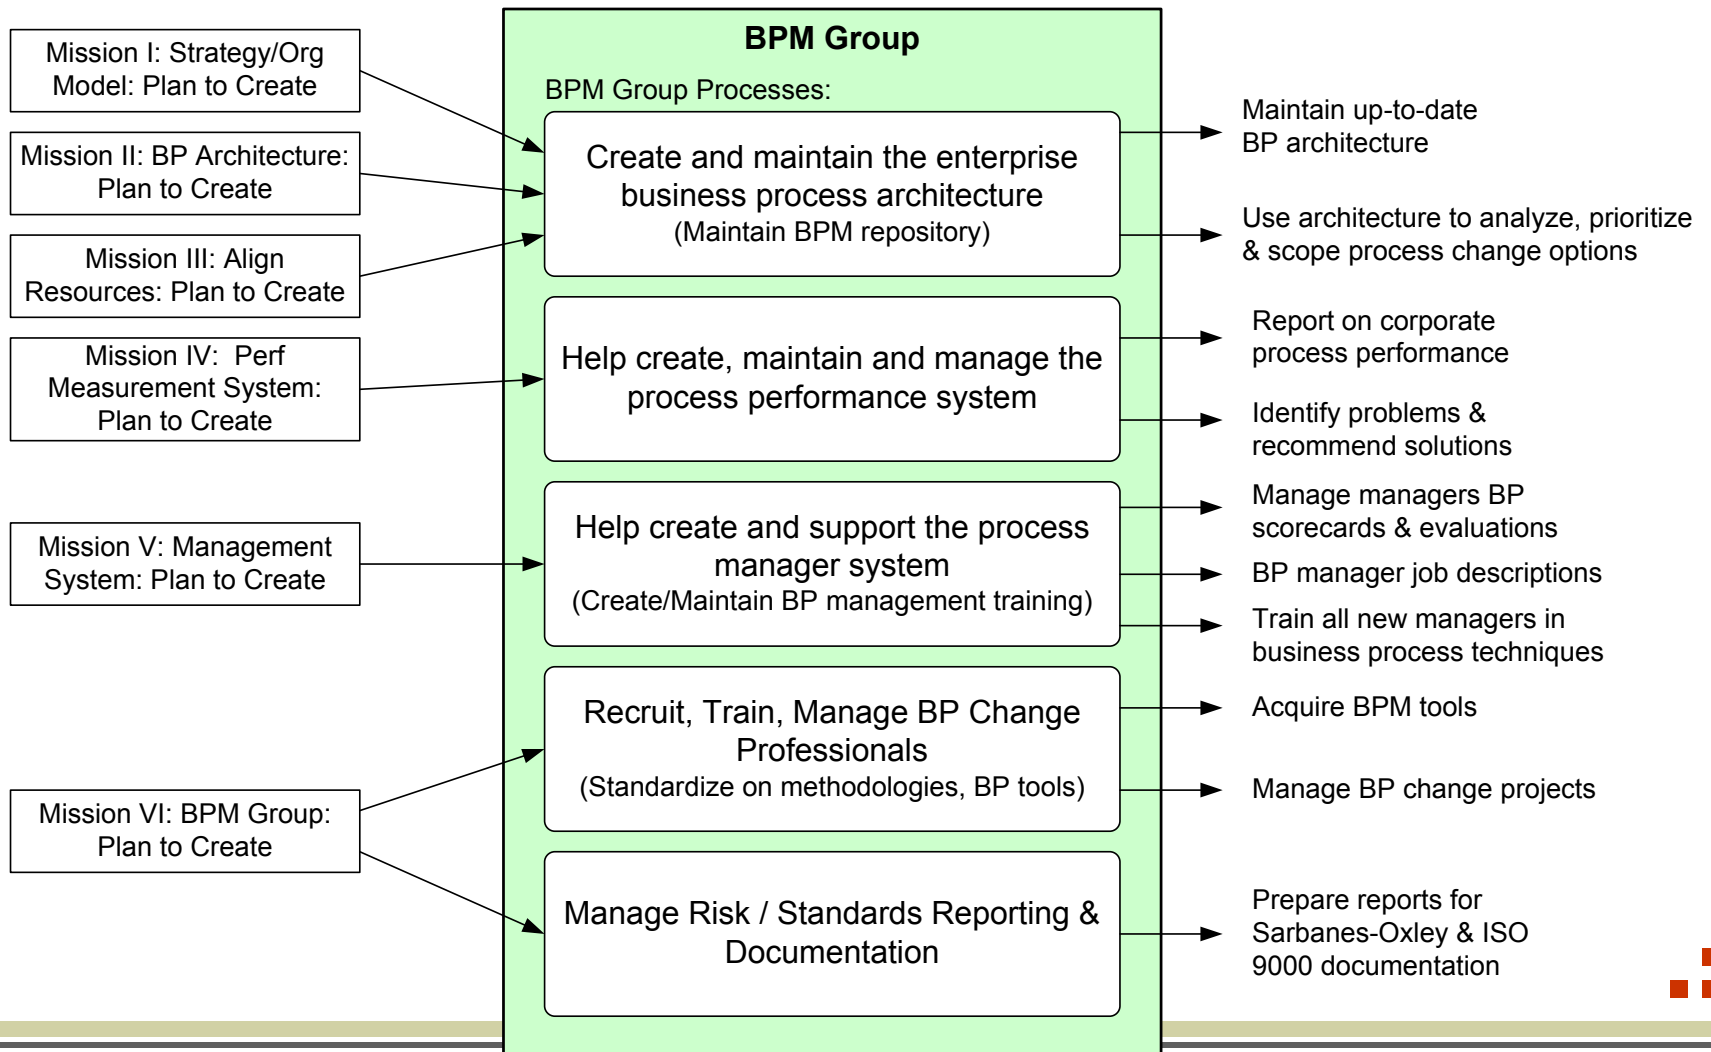 BPM Group
BPM Group Processes:
Mission I: Strategy/Org
Model: Plan to Create
Mission II: BP Architecture:
Plan to Create
Mission III: Align
Resources: Plan to Create
Mission IV:  Perf
Measurement System:
Plan to Create
Mission V: Management
System: Plan to Create
Mission VI: BPM Group:
Plan to Create
Create and maintain the enterprise
business process architecture
(Maintain BPM repository)
Help create, maintain and manage the
process performance system
Help create and support the process
manager system
(Create/Maintain BP management training)
Recruit, Train, Manage BP Change
Professionals
(Standardize on methodologies, BP tools)
Manage Risk / Standards Reporting &
Documentation
Maintain up-to-date
BP architecture
Use architecture to analyze, prioritize
& scope process change options
Report on corporate
process performance
Identify problems &
recommend solutions
Manage managers BP
scorecards & evaluations
BP manager job descriptions
Train all new managers in
business process techniques
Acquire BPM tools
Manage BP change projects
Prepare reports for
Sarbanes-Oxley & ISO
9000 documentation